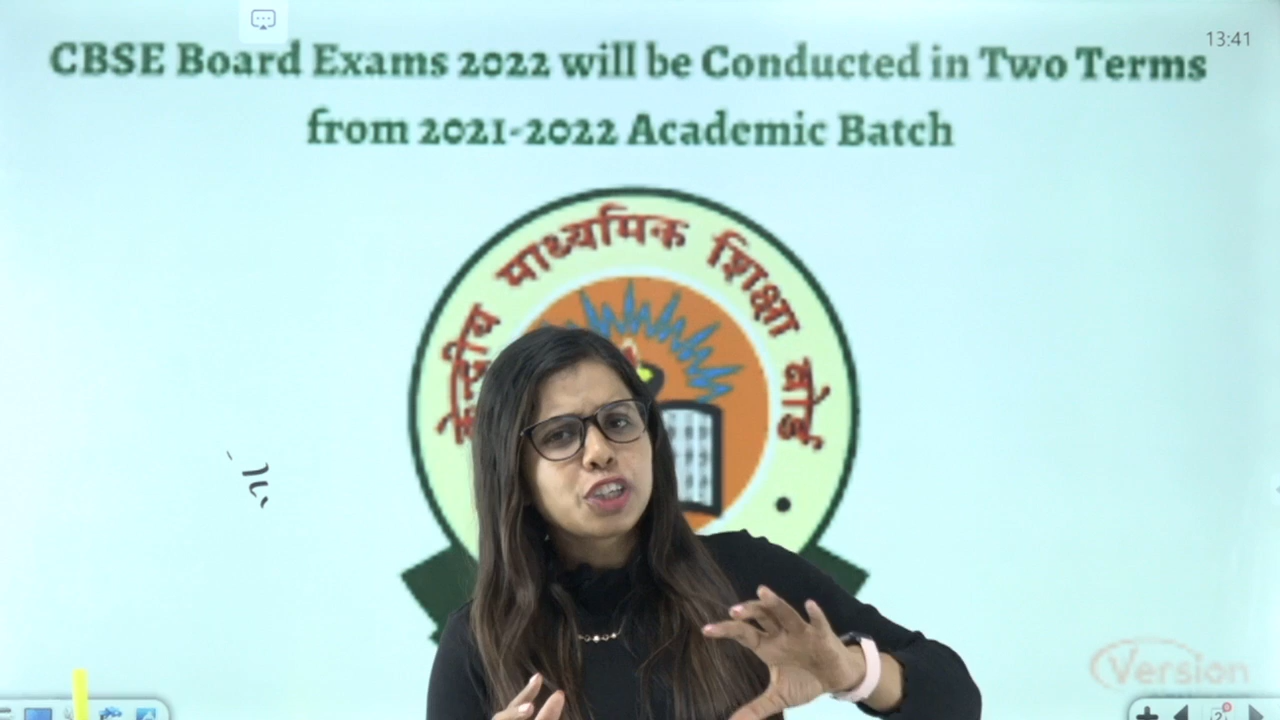 13:41
CBSE Board Exams 2022 will be Conducted in Two Terms
from 2021-2022 Academic Batch
केन्द्रीय माध्यमिक शिक्षा बोर्ड
Version
2